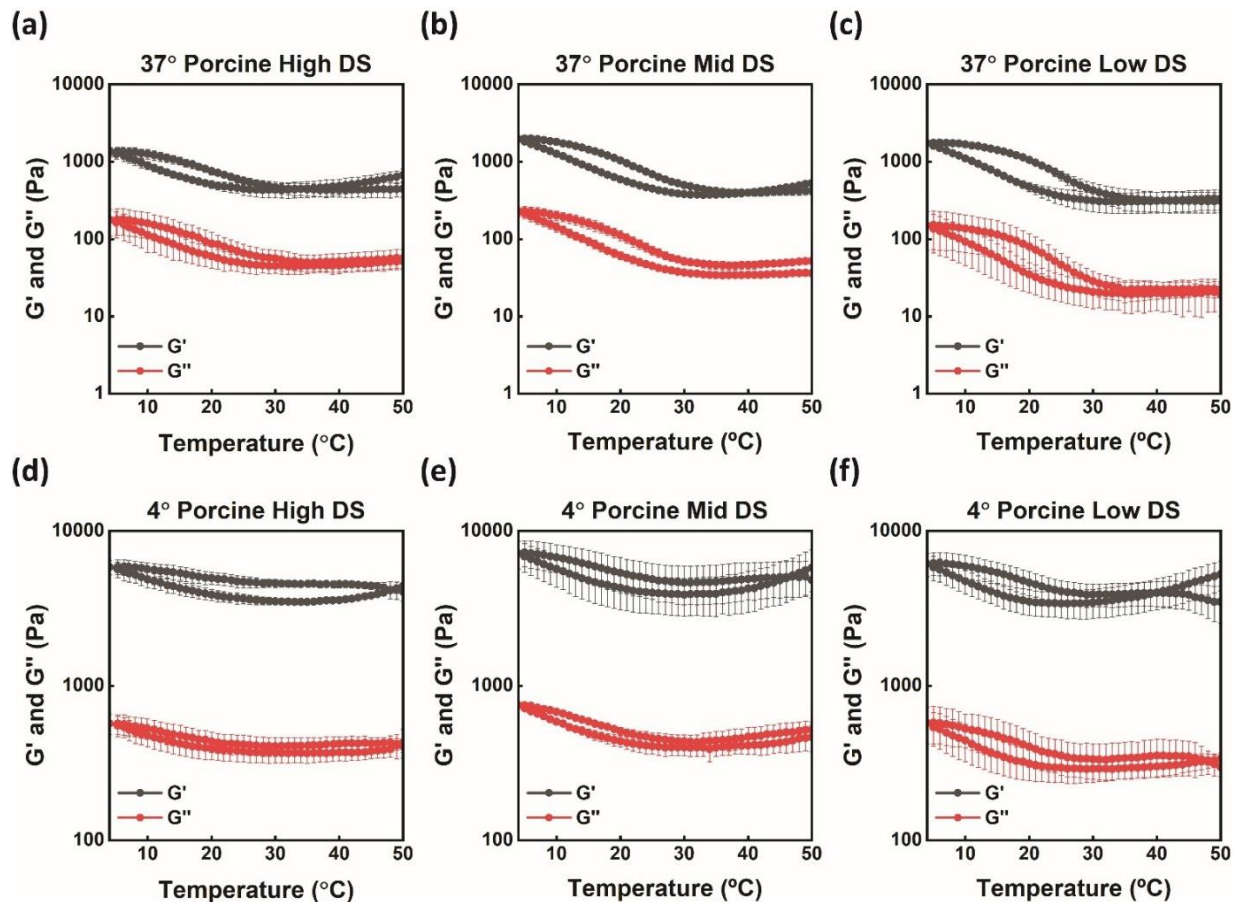 (a)
37° Porcine High DS
G' and G'' (Pa)
10000
1000
100
10
1
G'
G''
10 20 30 40 50
Temperature (°C)
(b)
37° Porcine Mid DS
G' and G'' (Pa)
10000
1000
100
10
1
G'
G''
10 20 30 40 50
Temperature (ºC)
(c)
37° Porcine Low DS
G' and G'' (Pa)
10000
1000
100
10
1
G'
G''
10 20 30 40 50
Temperature (ºC)
(d)
4° Porcine High DS
G' and G'' (Pa)
10000
1000
100
G'
G''
10 20 30 40 50
Temperature (°C)
(e)
4° Porcine Mid DS
G' and G'' (Pa)
10000
1000
100
G'
G''
10 20 30 40 50
Temperature (ºC)
(f)
4° Porcine Low DS
G' and G'' (Pa)
10000
1000
100
G'
G''
10 20 30 40 50
Temperature (ºC)